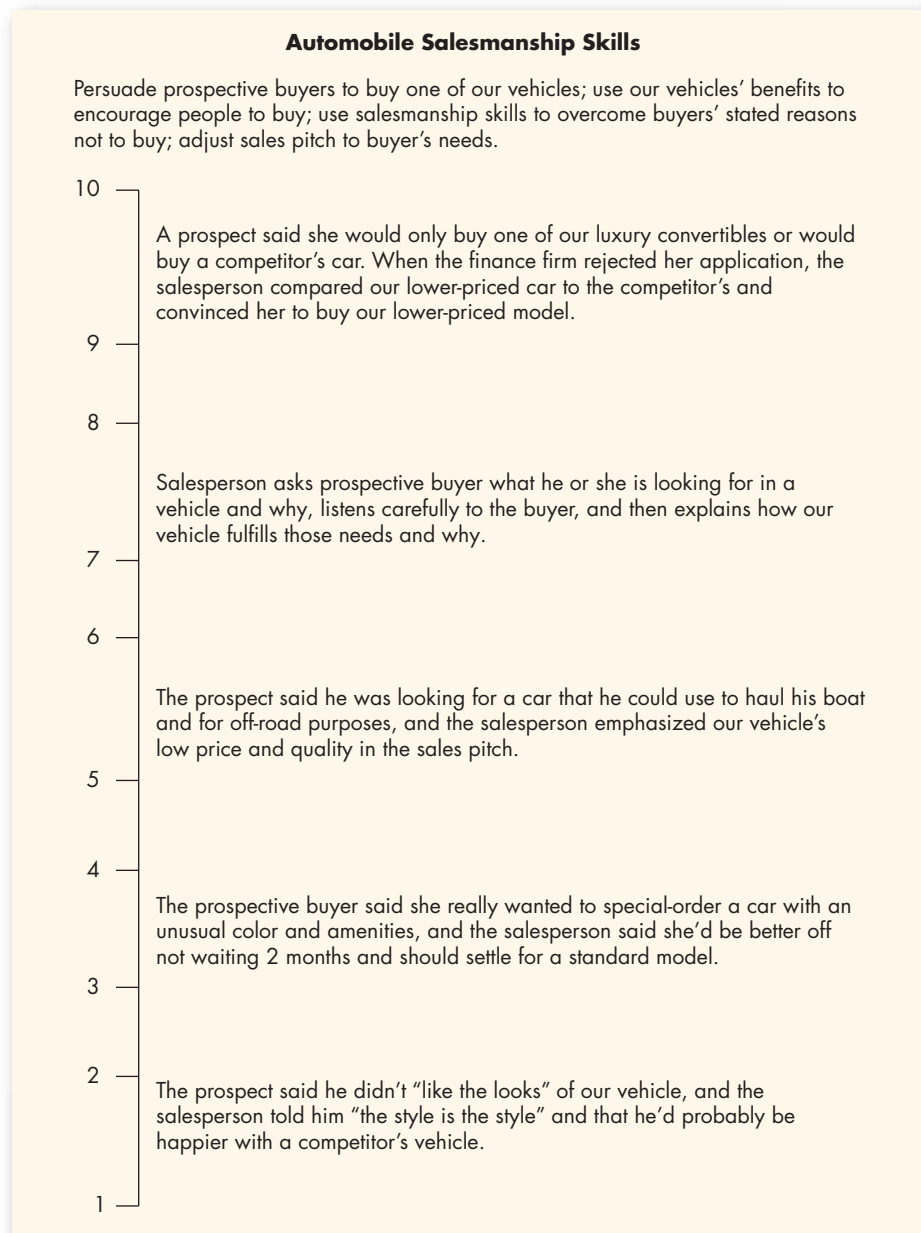 Automobile Salesmanship Skills
Persuade prospective buyers to buy one of our vehicles; use our vehicles’ benefits to
encourage people to buy; use salesmanship skills to overcome buyers’ stated reasons
not to buy; adjust sales pitch to buyer’s needs.
10
A prospect said she would only buy one of our luxury convertibles or would
buy a competitor’s car. When the finance firm rejected her application, the
salesperson compared our lower-priced car to the competitor’s and
convinced her to buy our lower-priced model.
9
8
Salesperson asks prospective buyer what he or she is looking for in a
vehicle and why, listens carefully to the buyer, and then explains how our
vehicle fulfills those needs and why.
7
6
The prospect said he was looking for a car that he could use to haul his boat
and for off-road purposes, and the salesperson emphasized our vehicle’s
low price and quality in the sales pitch.
5
4
The prospective buyer said she really wanted to special-order a car with an
unusual color and amenities, and the salesperson said she’d be better off
not waiting 2 months and should settle for a standard model.
3
2
The prospect said he didn’t “like the looks” of our vehicle, and the
salesperson told him “the style is the style” and that he’d probably be
happier with a competitor’s vehicle.
1